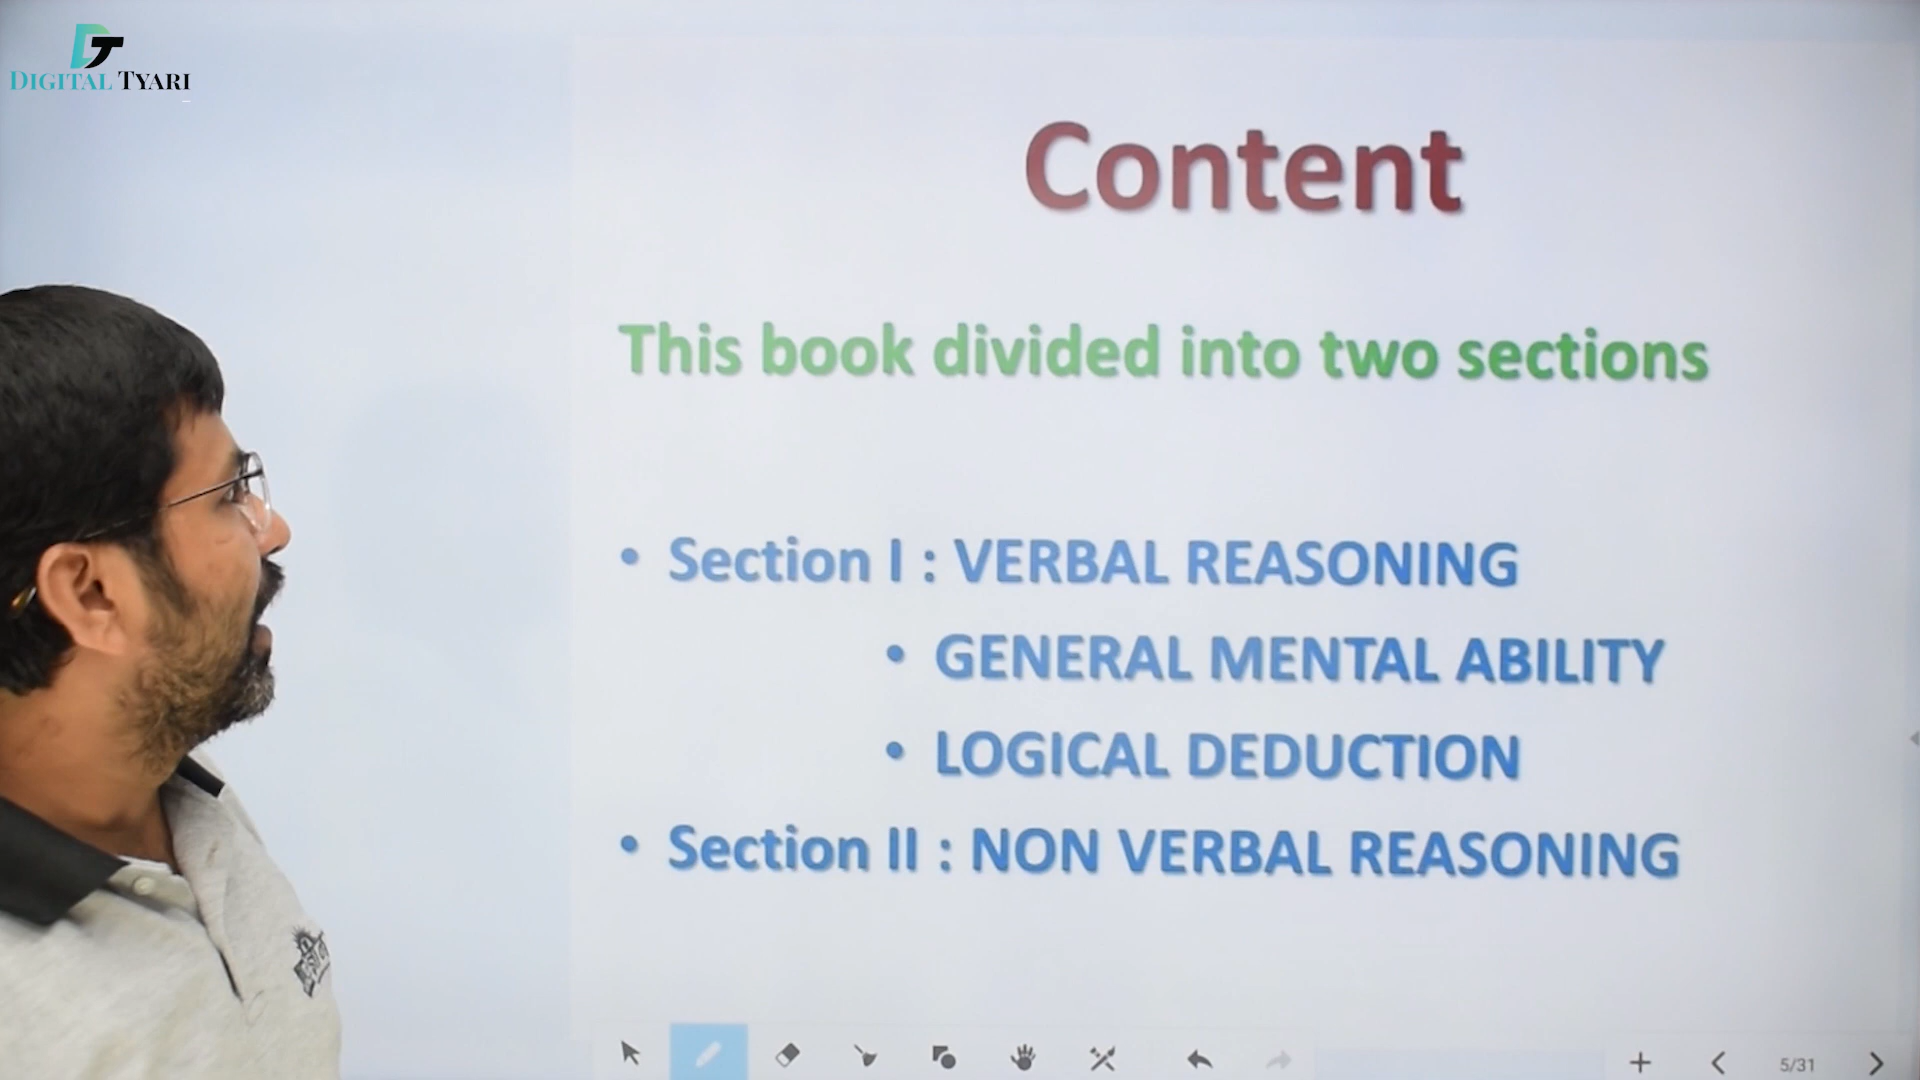 DIGITAL TYARI
Content
This book divided into two sections
• Section I : VERBAL REASONING
• GENERAL MENTAL ABILITY
• LOGICAL DEDUCTION
• Section II : NON VERBAL REASONING
5/31